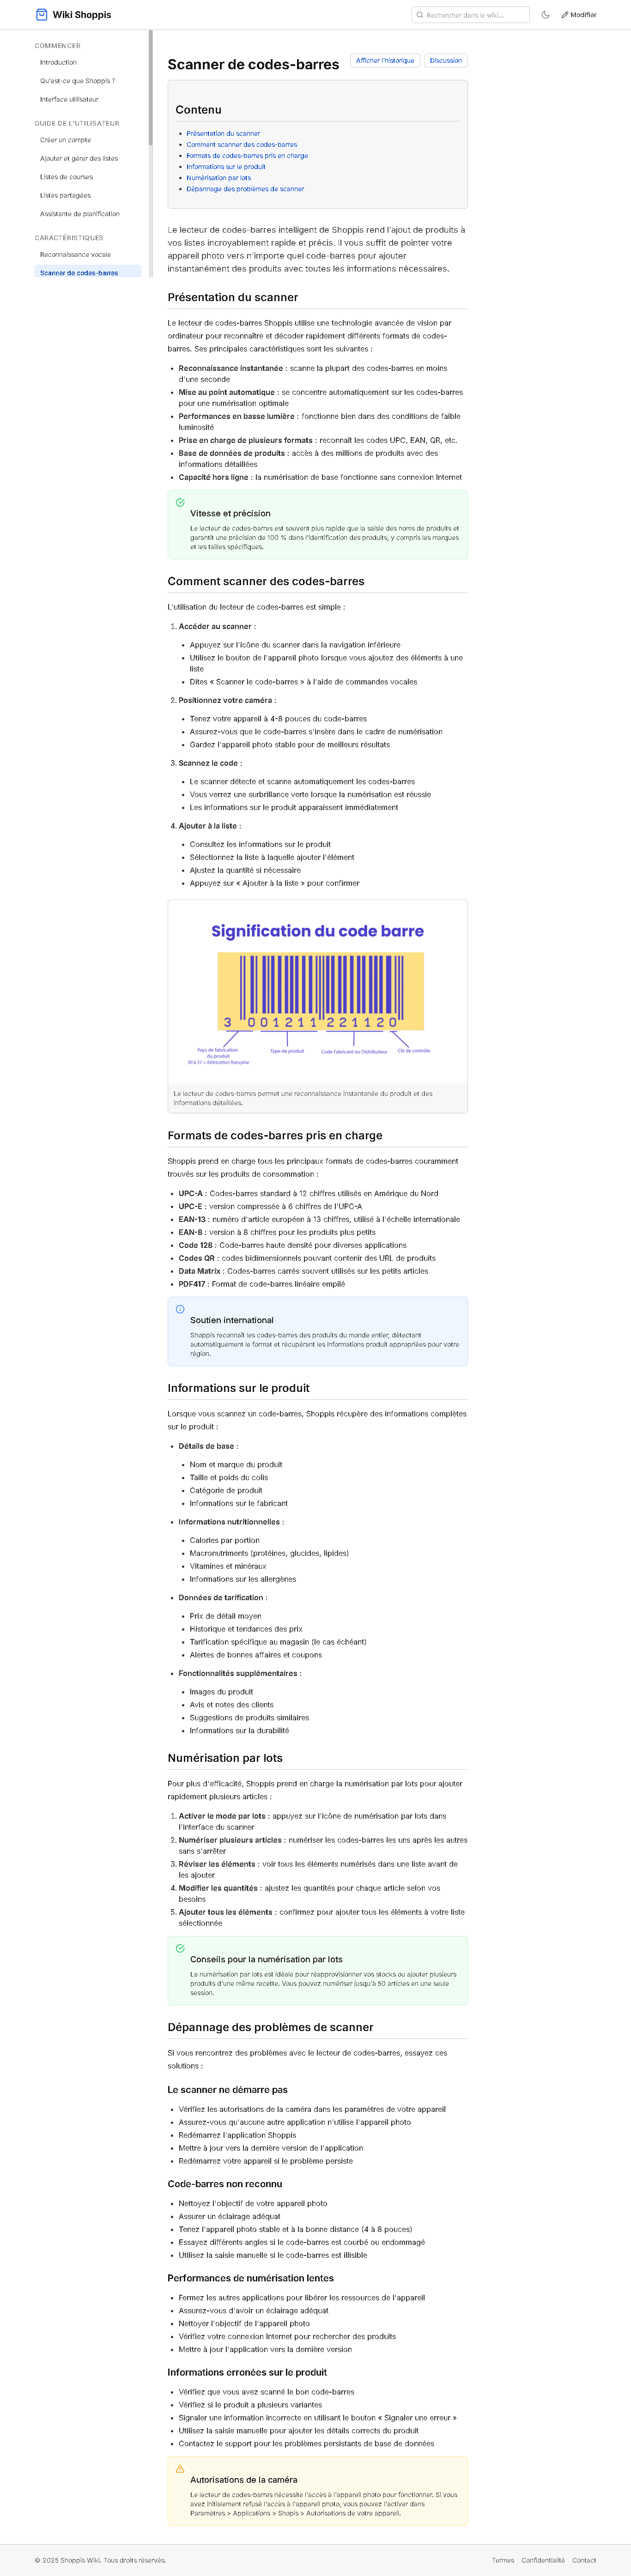 Wiki Shoppis
Rechercher dans le wiki...
Modifier
COMMENCER
Introduction
Qu'est-ce que Shoppis ?
Interface utilisateur
GUIDE DE L'UTILISATEUR
Créer un compte
Ajouter et gérer des listes
Listes de courses
Listes partagées
Assistante de planification
CARACTÉRISTIQUES
Reconnaissance vocale
Scanner de codes-barres
Scanner de codes-barres
Afficher l'historique
Discussion
Contenu
Présentation du scanner
Comment scanner des codes-barres
Formats de codes-barres pris en charge
Informations sur le produit
Numérisation par lots
Dépannage des problèmes de scanner
Le lecteur de codes-barres intelligent de Shoppis rend l'ajout de produits à
vos listes incroyablement rapide et précis. Il vous suffit de pointer votre
appareil photo vers n'importe quel code-barres pour ajouter
instantanément des produits avec toutes les informations nécessaires.
Présentation du scanner
Le lecteur de codes-barres Shoppis utilise une technologie avancée de vision par
ordinateur pour reconnaître et décoder rapidement différents formats de codes-
barres. Ses principales caractéristiques sont les suivantes :
Reconnaissance instantanée : scanne la plupart des codes-barres en moins
d'une seconde
Mise au point automatique : se concentre automatiquement sur les codes-barres
pour une numérisation optimale
Performances en basse lumière : fonctionne bien dans des conditions de faible
luminosité
Prise en charge de plusieurs formats : reconnaît les codes UPC, EAN, QR, etc.
Base de données de produits : accès à des millions de produits avec des
informations détaillées
Capacité hors ligne : la numérisation de base fonctionne sans connexion Internet
Vitesse et précision
Le lecteur de codes-barres est souvent plus rapide que la saisie des noms de produits et
garantit une précision de 100 % dans l'identification des produits, y compris les marques
et les tailles spécifiques.
Comment scanner des codes-barres
L'utilisation du lecteur de codes-barres est simple :
1. Accéder au scanner :
Appuyez sur l'icône du scanner dans la navigation inférieure
Utilisez le bouton de l'appareil photo lorsque vous ajoutez des éléments à une
liste
Dites « Scanner le code-barres » à l'aide de commandes vocales
2. Positionnez votre caméra :
Tenez votre appareil à 4-8 pouces du code-barres
Assurez-vous que le code-barres s'insère dans le cadre de numérisation
Gardez l'appareil photo stable pour de meilleurs résultats
3. Scannez le code :
Le scanner détecte et scanne automatiquement les codes-barres
Vous verrez une surbrillance verte lorsque la numérisation est réussie
Les informations sur le produit apparaissent immédiatement
4. Ajouter à la liste :
Consultez les informations sur le produit
Sélectionnez la liste à laquelle ajouter l'élément
Ajustez la quantité si nécessaire
Appuyez sur « Ajouter à la liste » pour confirmer
Signification du code barre
3 001211 221120
Pays de fabrication
du produit
30 et 31 = fabrication française
Type de produit
Code Fabricant ou Distributeur
Clé de contrôle
Le lecteur de codes-barres permet une reconnaissance instantanée du produit et des
informations détaillées.
Formats de codes-barres pris en charge
Shoppis prend en charge tous les principaux formats de codes-barres couramment
trouvés sur les produits de consommation :
UPC-A : Codes-barres standard à 12 chiffres utilisés en Amérique du Nord
UPC-E : version compressée à 6 chiffres de l'UPC-A
EAN-13 : numéro d'article européen à 13 chiffres, utilisé à l'échelle internationale
EAN-8 : version à 8 chiffres pour les produits plus petits
Code 128 : Code-barres haute densité pour diverses applications
Codes QR : codes bidimensionnels pouvant contenir des URL de produits
Data Matrix : Codes-barres carrés souvent utilisés sur les petits articles
PDF417 : Format de code-barres linéaire empilé
Soutien international
Shoppis reconnaît les codes-barres des produits du monde entier, détectant
automatiquement le format et récupérant les informations produit appropriées pour votre
région.
Informations sur le produit
Lorsque vous scannez un code-barres, Shoppis récupère des informations complètes
sur le produit :
Détails de base :
Nom et marque du produit
Taille et poids du colis
Catégorie de produit
Informations sur le fabricant
Informations nutritionnelles :
Calories par portion
Macronutriments (protéines, glucides, lipides)
Vitamines et minéraux
Informations sur les allergènes
Données de tarification :
Prix de détail moyen
Historique et tendances des prix
Tarification spécifique au magasin (le cas échéant)
Alertes de bonnes affaires et coupons
Fonctionnalités supplémentaires :
Images du produit
Avis et notes des clients
Suggestions de produits similaires
Informations sur la durabilité
Numérisation par lots
Pour plus d'efficacité, Shoppis prend en charge la numérisation par lots pour ajouter
rapidement plusieurs articles :
1. Activer le mode par lots : appuyez sur l'icône de numérisation par lots dans
l'interface du scanner
2. Numériser plusieurs articles : numériser les codes-barres les uns après les autres
sans s'arrêter
3. Réviser les éléments : voir tous les éléments numérisés dans une liste avant de
les ajouter
4. Modifier les quantités : ajustez les quantités pour chaque article selon vos
besoins
5. Ajouter tous les éléments : confirmez pour ajouter tous les éléments à votre liste
sélectionnée
Conseils pour la numérisation par lots
La numérisation par lots est idéale pour réapprovisionner vos stocks ou ajouter plusieurs
produits d'une même recette. Vous pouvez numériser jusqu'à 50 articles en une seule
session.
Dépannage des problèmes de scanner
Si vous rencontrez des problèmes avec le lecteur de codes-barres, essayez ces
solutions :
Le scanner ne démarre pas
Vérifiez les autorisations de la caméra dans les paramètres de votre appareil
Assurez-vous qu'aucune autre application n'utilise l'appareil photo
Redémarrez l'application Shoppis
Mettre à jour vers la dernière version de l'application
Redémarrez votre appareil si le problème persiste
Code-barres non reconnu
Nettoyez l'objectif de votre appareil photo
Assurer un éclairage adéquat
Tenez l'appareil photo stable et à la bonne distance (4 à 8 pouces)
Essayez différents angles si le code-barres est courbé ou endommagé
Utilisez la saisie manuelle si le code-barres est illisible
Performances de numérisation lentes
Fermez les autres applications pour libérer les ressources de l'appareil
Assurez-vous d'avoir un éclairage adéquat
Nettoyer l'objectif de l'appareil photo
Vérifiez votre connexion Internet pour rechercher des produits
Mettre à jour l'application vers la dernière version
Informations erronées sur le produit
Vérifiez que vous avez scanné le bon code-barres
Vérifiez si le produit a plusieurs variantes
Signaler une information incorrecte en utilisant le bouton « Signaler une erreur »
Utilisez la saisie manuelle pour ajouter les détails corrects du produit
Contactez le support pour les problèmes persistants de base de données
Autorisations de la caméra
Le lecteur de codes-barres nécessite l'accès à l'appareil photo pour fonctionner. Si vous
avez initialement refusé l'accès à l'appareil photo, vous pouvez l'activer dans
Paramètres > Applications > Shopis > Autorisations de votre appareil.
© 2025 Shoppis Wiki. Tous droits réservés.
Termes
Confidentialité
Contact